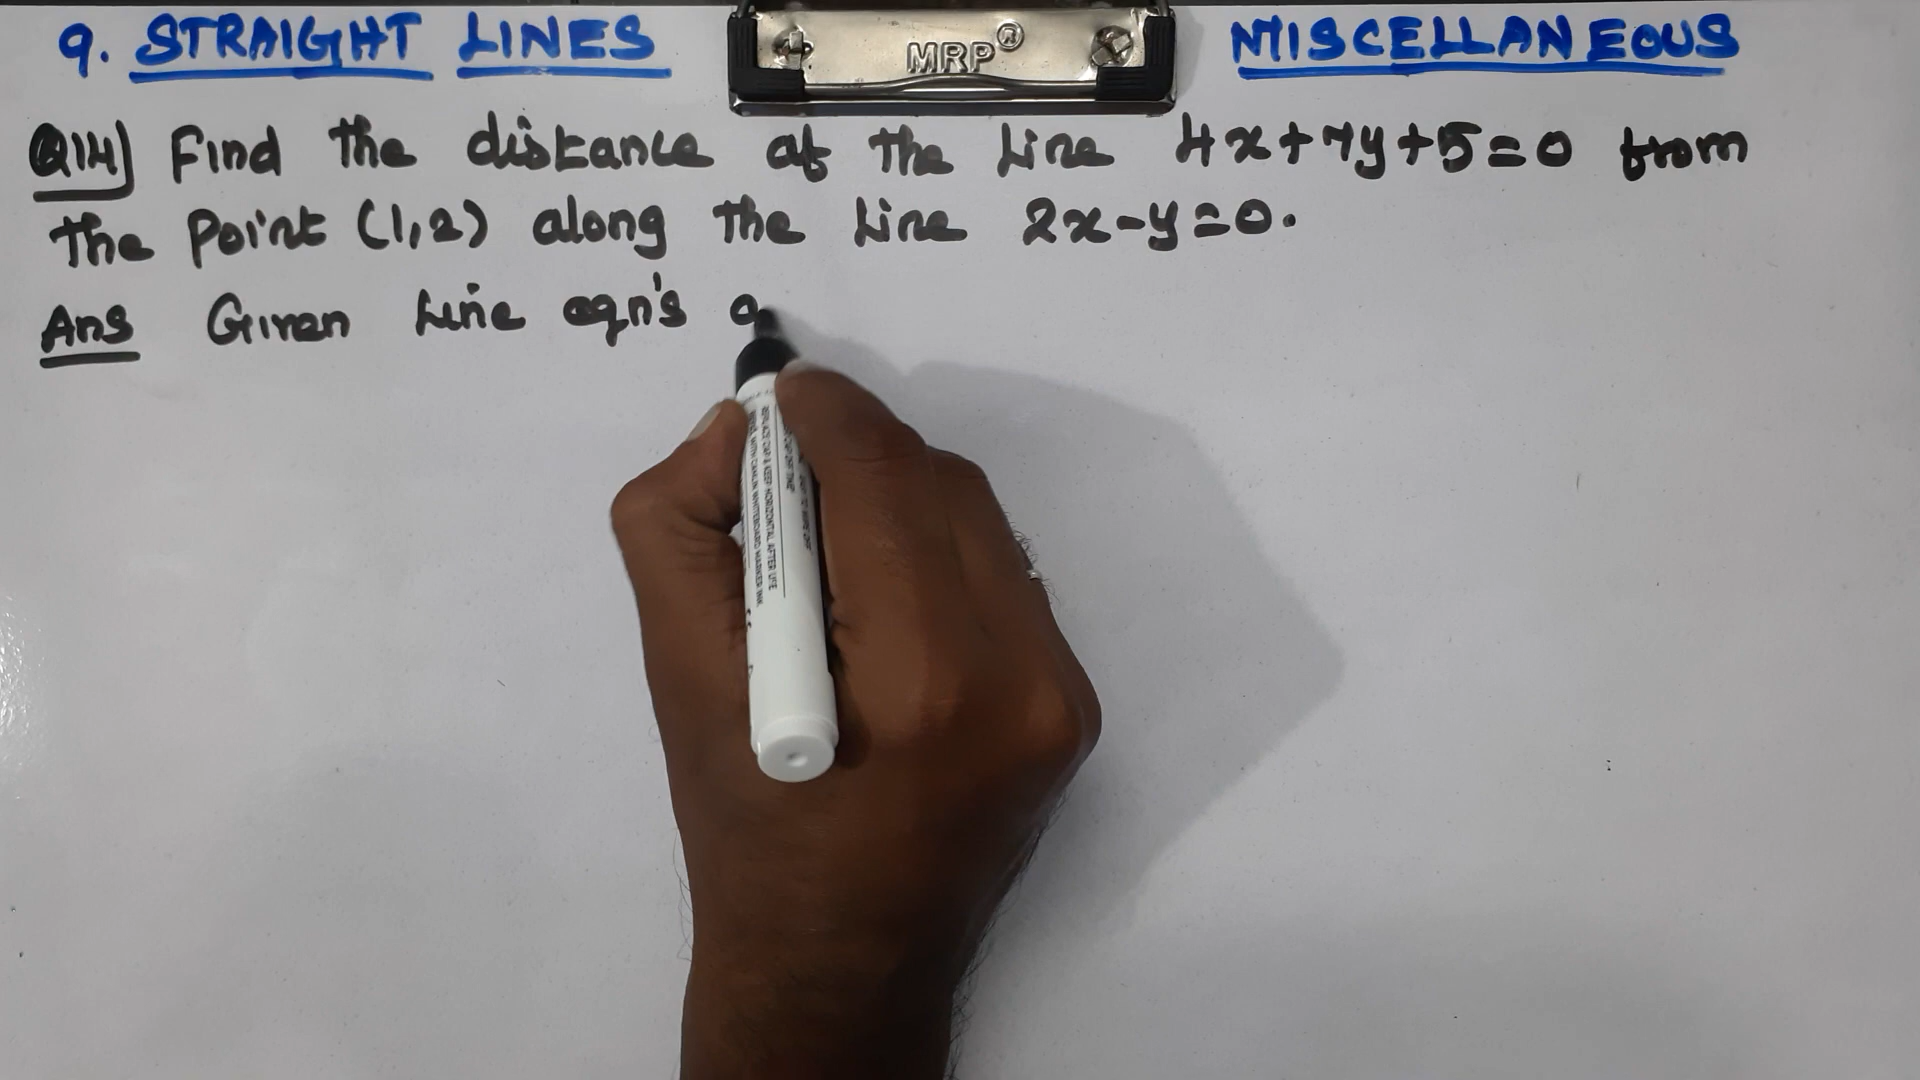 9. STRAIGHT LINES MISCELLANEOUS
MRP®
Q14) Find the distance of the Line 4x+7y+5=0 from
the Point (1,2) along the Line 2x-y=0.
Ans Given Line eqn's a